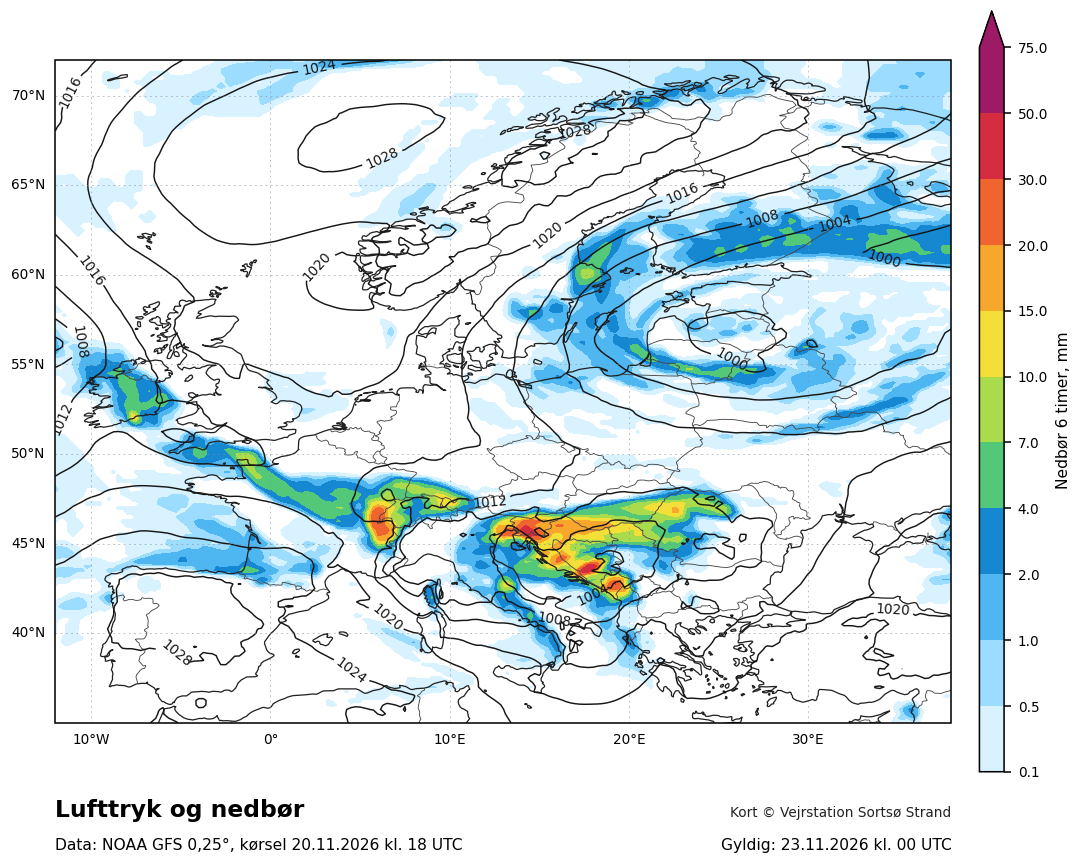 1024
1016
1028
1028
1016
1008
1004
1000
1020
1020
1016
1008
1012
1012
1004
1008
1020
1020
1028
1024
70°N
65°N
60°N
55°N
50°N
45°N
40°N
10°W
0°
10°E
20°E
30°E
75.0
50.0
30.0
20.0
15.0
10.0
7.0
4.0
2.0
1.0
0.5
0.1
Nedbør 6 timer, mm
Lufttryk og nedbør
Kort © Vejrstation Sortsø Strand
Data: NOAA GFS 0,25°, kørsel 20.11.2026 kl. 18 UTC
Gyldig: 23.11.2026 kl. 00 UTC